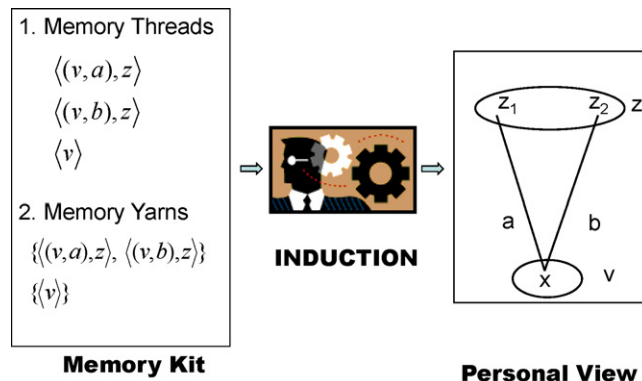 1. Memory Threads
⟨(v,a),z⟩
⟨(v,b),z⟩
⟨v⟩
2. Memory Yarns
{⟨(v,a),z⟩, ⟨(v,b),z⟩}
{⟨v⟩}
Memory Kit
INDUCTION
z₁ z₂ z
a b
x v
Personal View